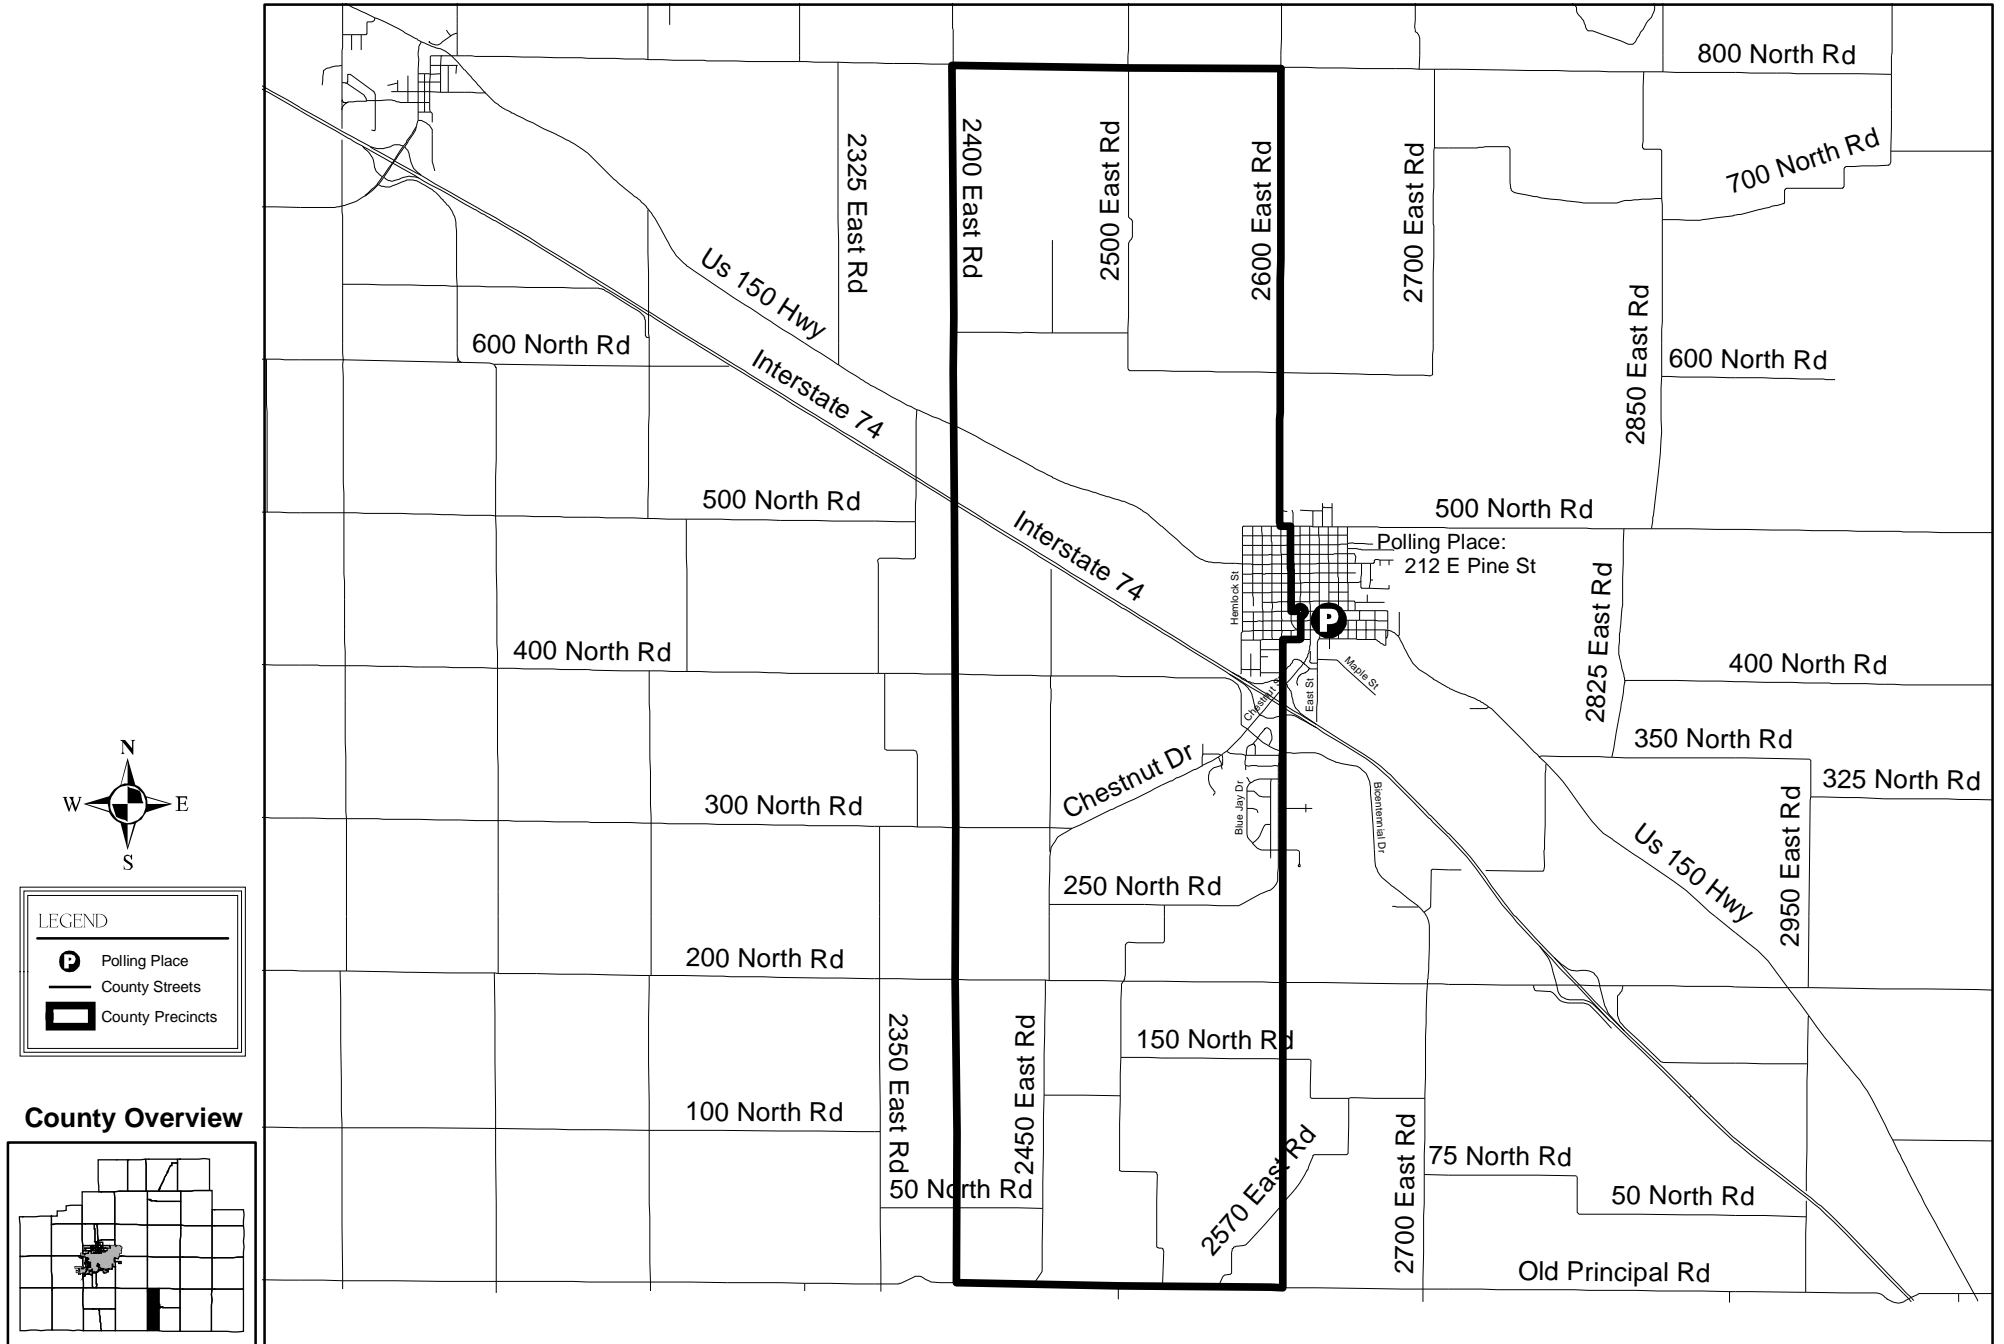 800 North Rd
700 North Rd
2325 East Rd
2400 East Rd
2500 East Rd
2600 East Rd
2700 East Rd
Us 150 Hwy
2850 East Rd
600 North Rd
Interstate 74
600 North Rd
500 North Rd
Interstate 74
500 North Rd
Polling Place:
212 E Pine St
Hemlock St
P
2825 East Rd
400 North Rd
Maple St
400 North Rd
East St
Chestnut
350 North Rd
N
W
E
S
300 North Rd
Chestnut Dr
Blue Jay Dr
Bicentennial Dr
325 North Rd
Us 150 Hwy
2950 East Rd
250 North Rd
LEGEND
P Polling Place
County Streets
County Precincts
200 North Rd
2350 East Rd
2450 East Rd
150 North Rd
100 North Rd
2570 East Rd
2700 East Rd
75 North Rd
50 North Rd
50 North Rd
Old Principal Rd
County Overview